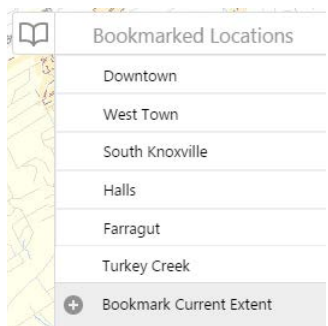 Bookmarked Locations
Downtown
West Town
South Knoxville
Halls
Farragut
Turkey Creek
Bookmark Current Extent